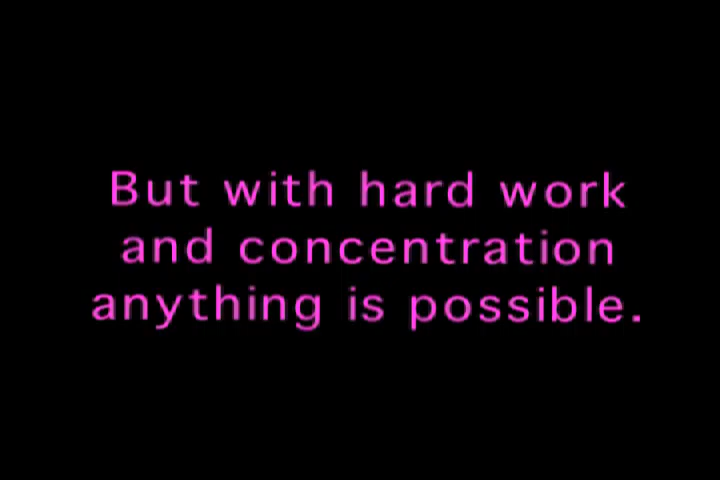 But with hard work
and concentration
anything is possible.